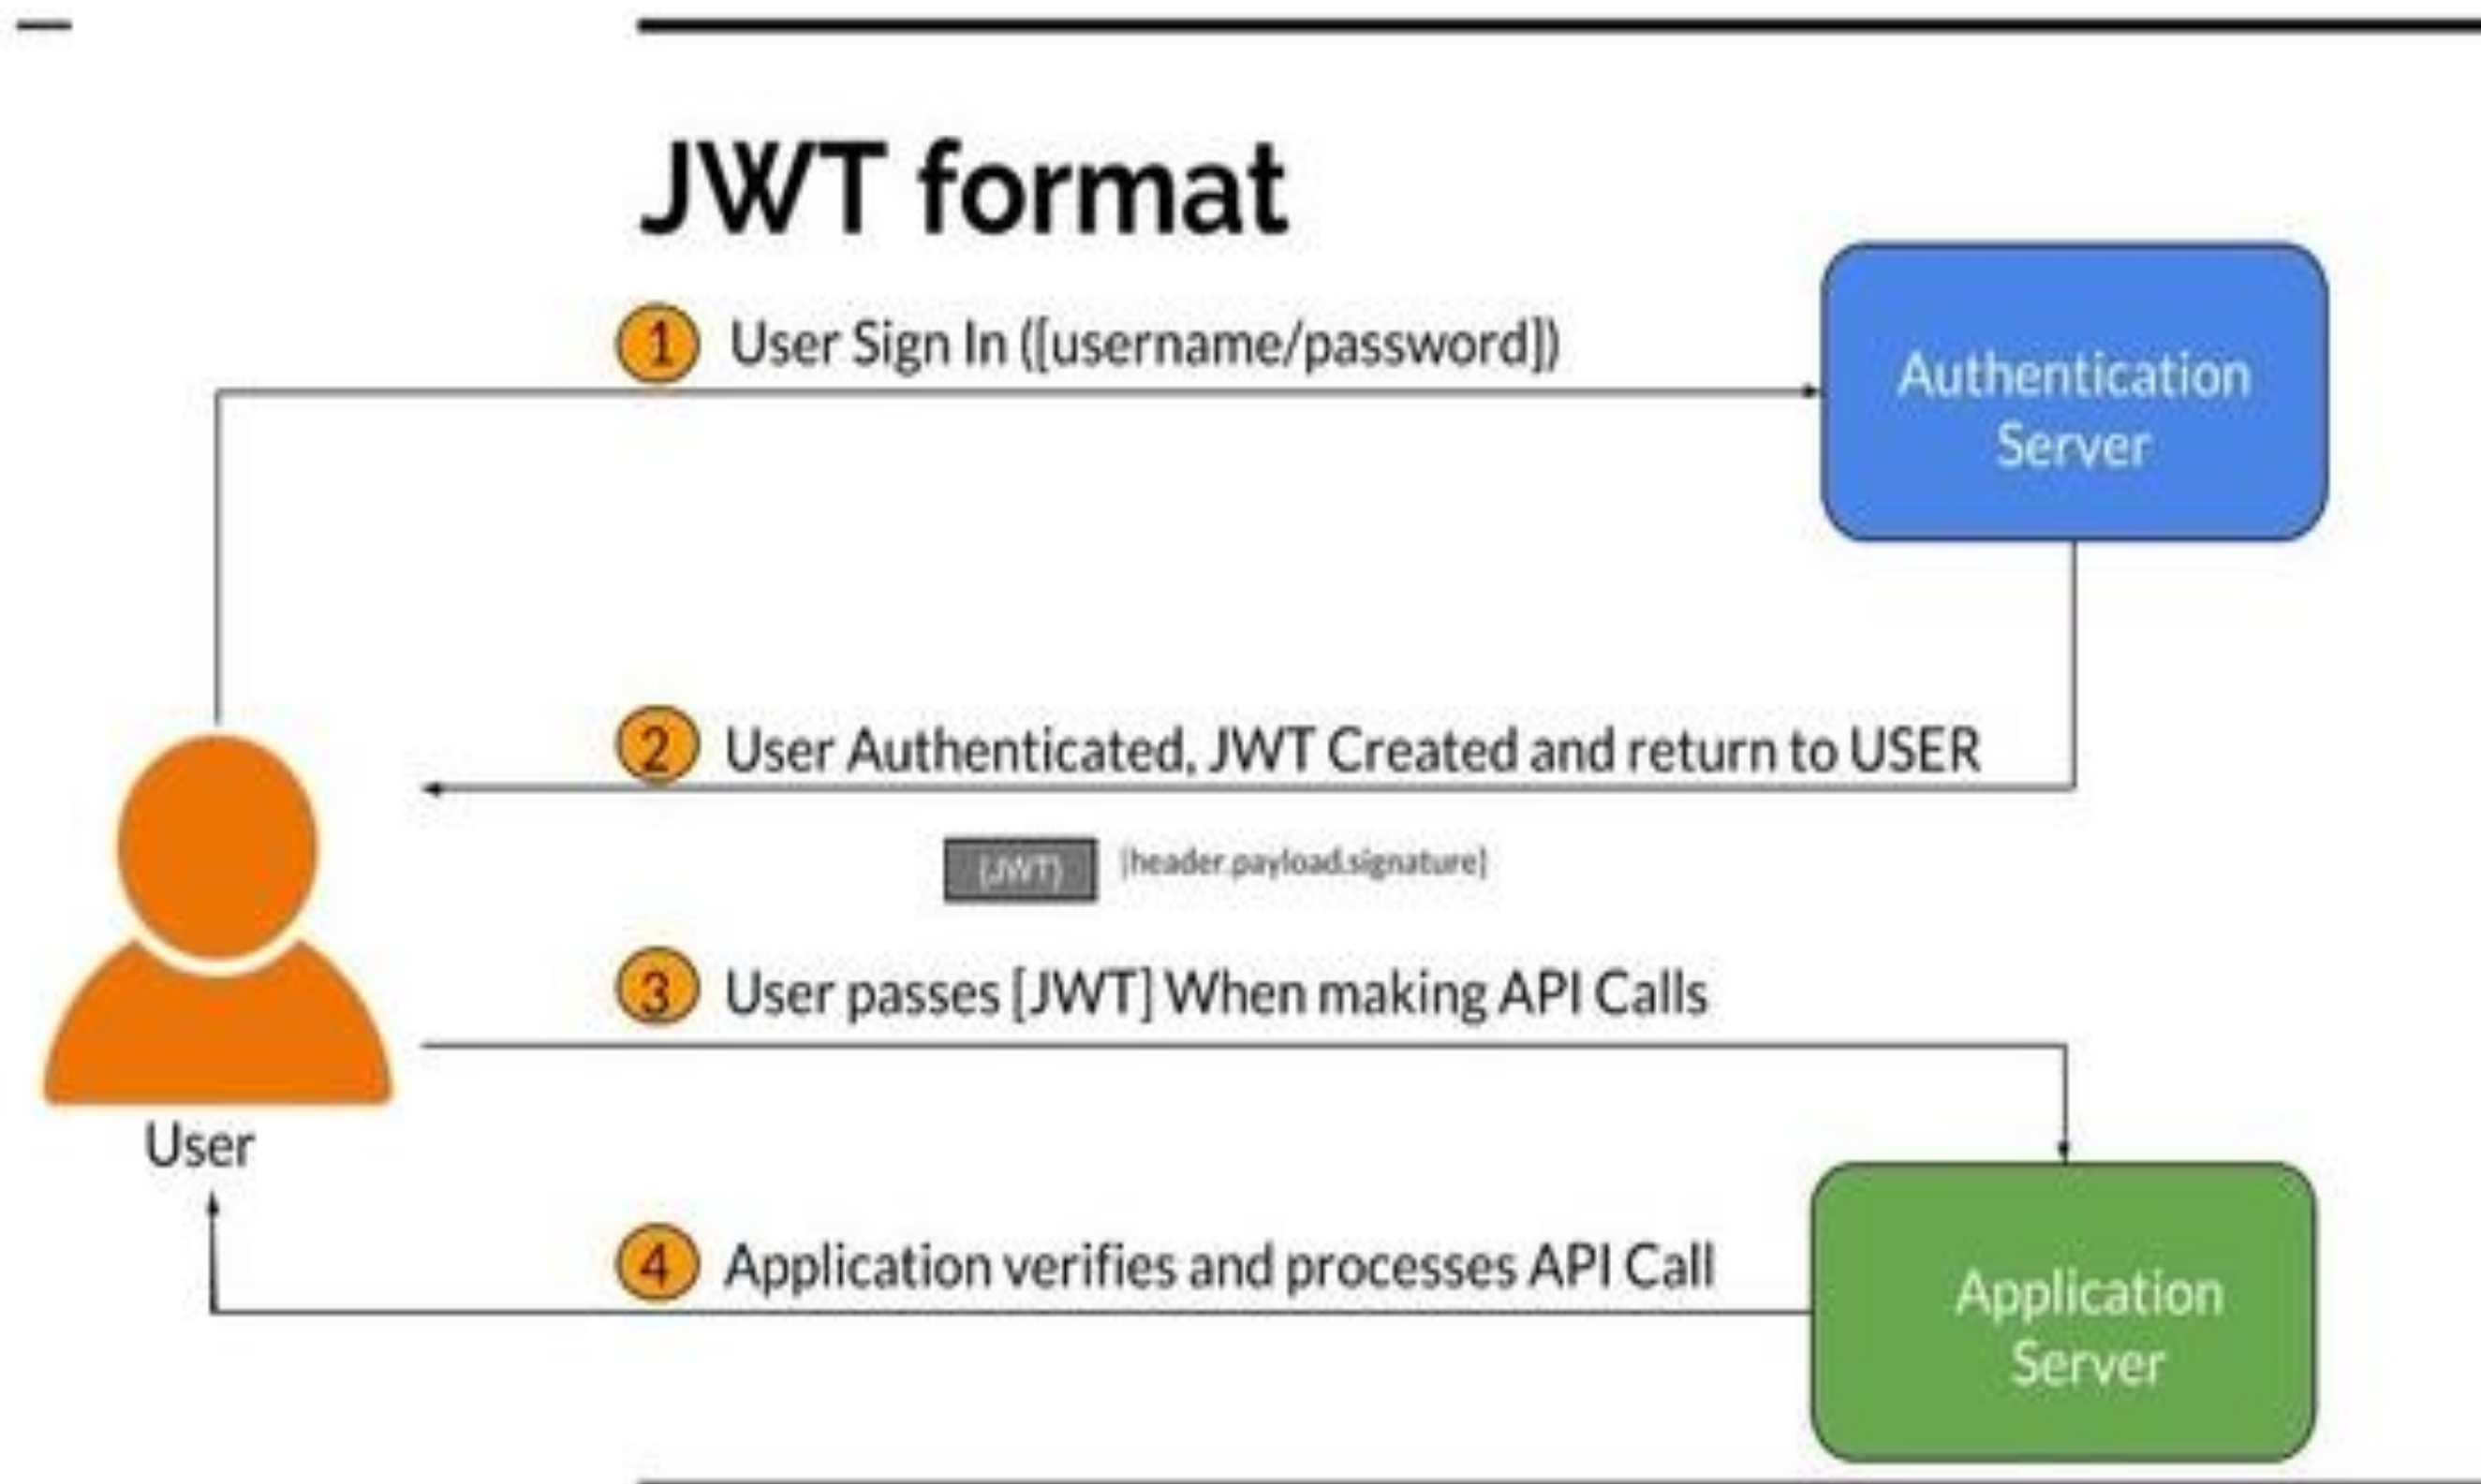 JWT format
1 User Sign In ([username/password])
Authentication
Server
2 User Authenticated, JWT Created and return to USER
(JWT) [header.payload.signature]
3 User passes [JWT] When making API Calls
User
4 Application verifies and processes API Call
Application
Server